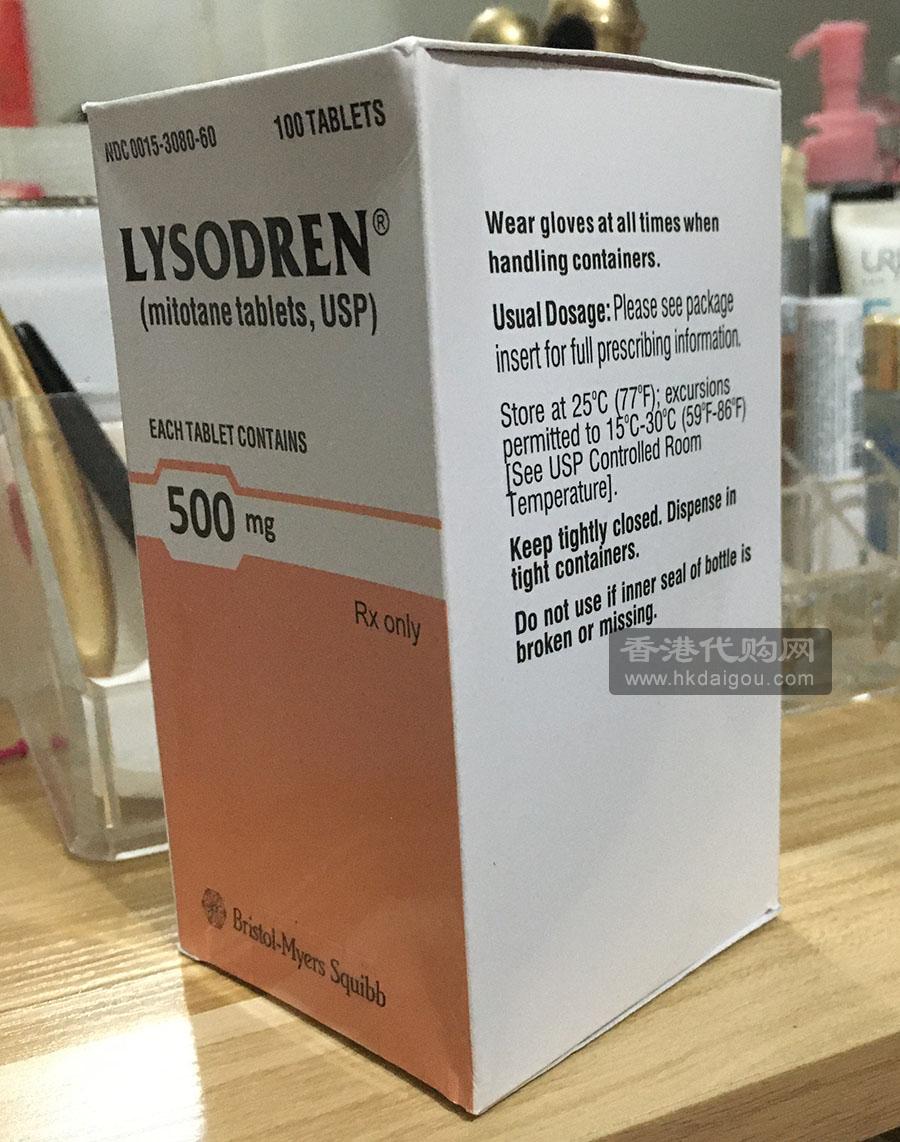 NDC 0015-3080-60
100 TABLETS
LYSODREN®
(mitotane tablets, USP)
EACH TABLET CONTAINS
500 mg
Rx only
Bristol-Myers Squibb
Wear gloves at all times when
handling containers.
Usual Dosage: Please see package
insert for full prescribing information.
Store at 25°C (77°F); excursions
permitted to 15°C-30°C (59°F-86°F)
[See USP Controlled Room
Temperature].
Keep tightly closed. Dispense in
tight containers.
Do not use if inner seal of bottle is
broken or missing.
香港代购网
www.hkdaigou.com